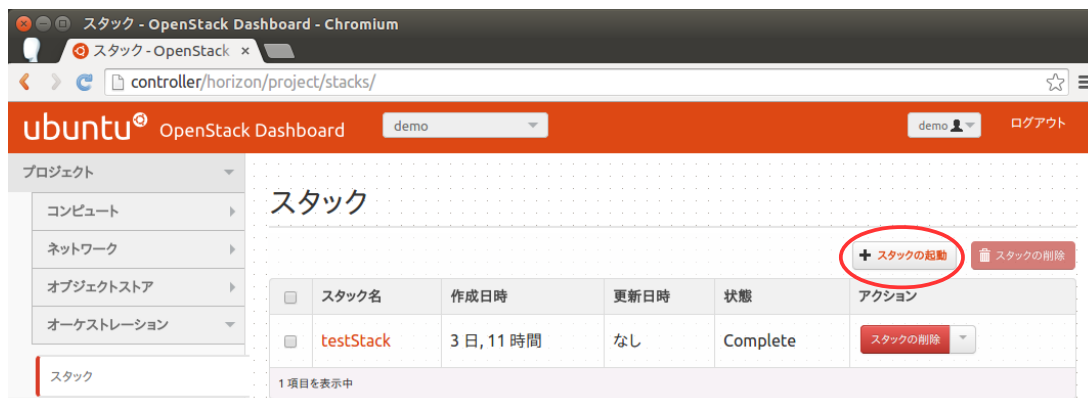 スタック - OpenStack Dashboard - Chromium
スタック - OpenStack ×
controller/horizon/project/stacks/
ubuntu OpenStack Dashboard demo demo ログアウト
プロジェクト
コンピュート
ネットワーク
オブジェクトストア
オーケストレーション
スタック
スタック
スタックの起動 スタックの削除
スタック名 作成日時 更新日時 状態 アクション
testStack 3 日, 11 時間 なし Complete スタックの削除
1 項目を表示中